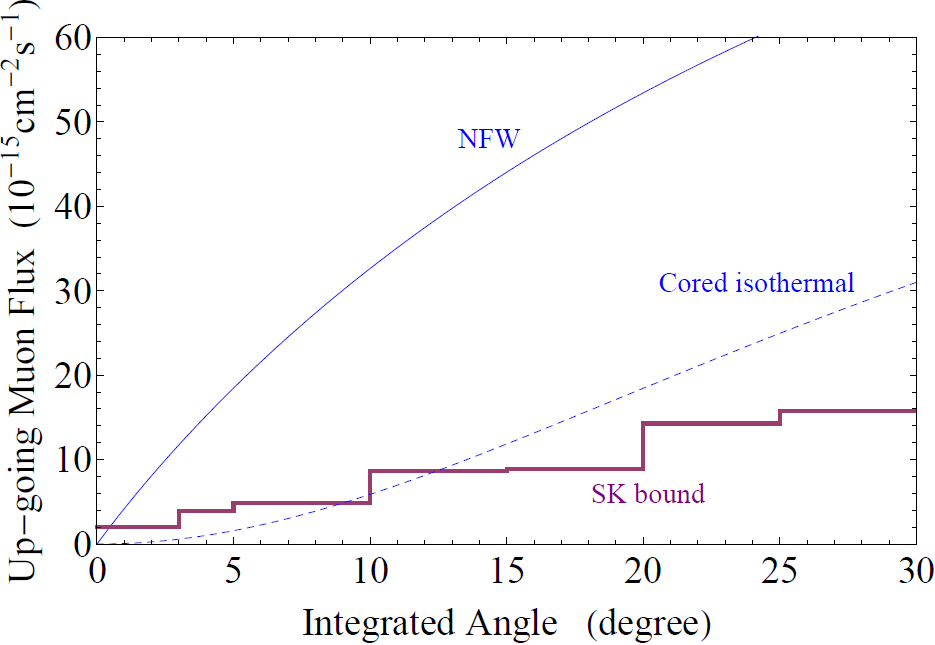 Up-going Muon Flux (10⁻¹⁵cm⁻²s⁻¹)
60
50
40
30
20
10
0
NFW
Cored isothermal
SK bound
0 5 10 15 20 25 30
Integrated Angle (degree)